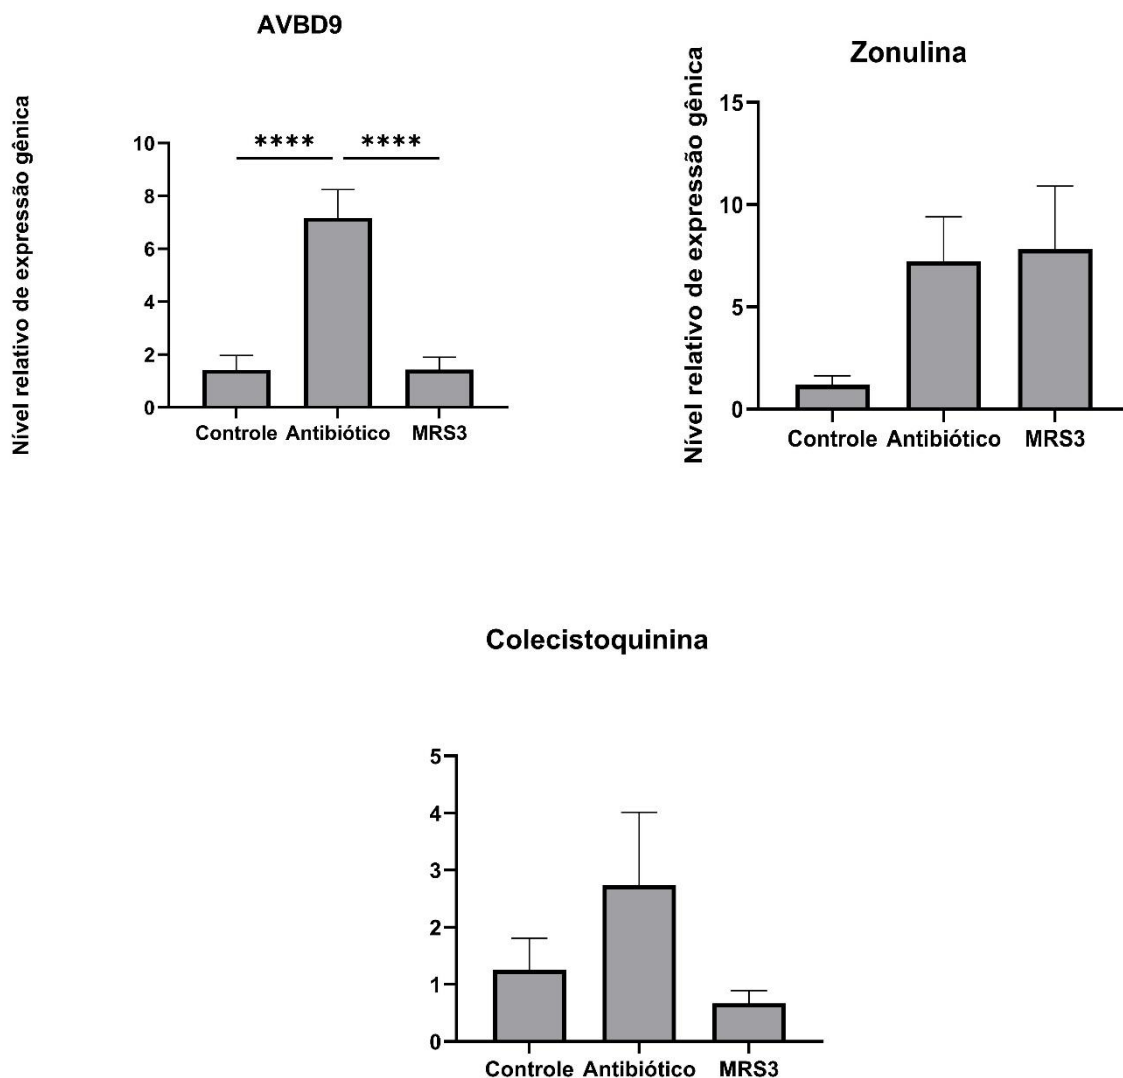 AVBD9
Nível relativo de expressão gênica
10
8
6
4
2
0
**** ****
Controle Antibiótico MRS3
Zonulina
Nível relativo de expressão gênica
15
10
5
0
Controle Antibiótico MRS3
Colecistoquinina
5
4
3
2
1
0
Controle Antibiótico MRS3